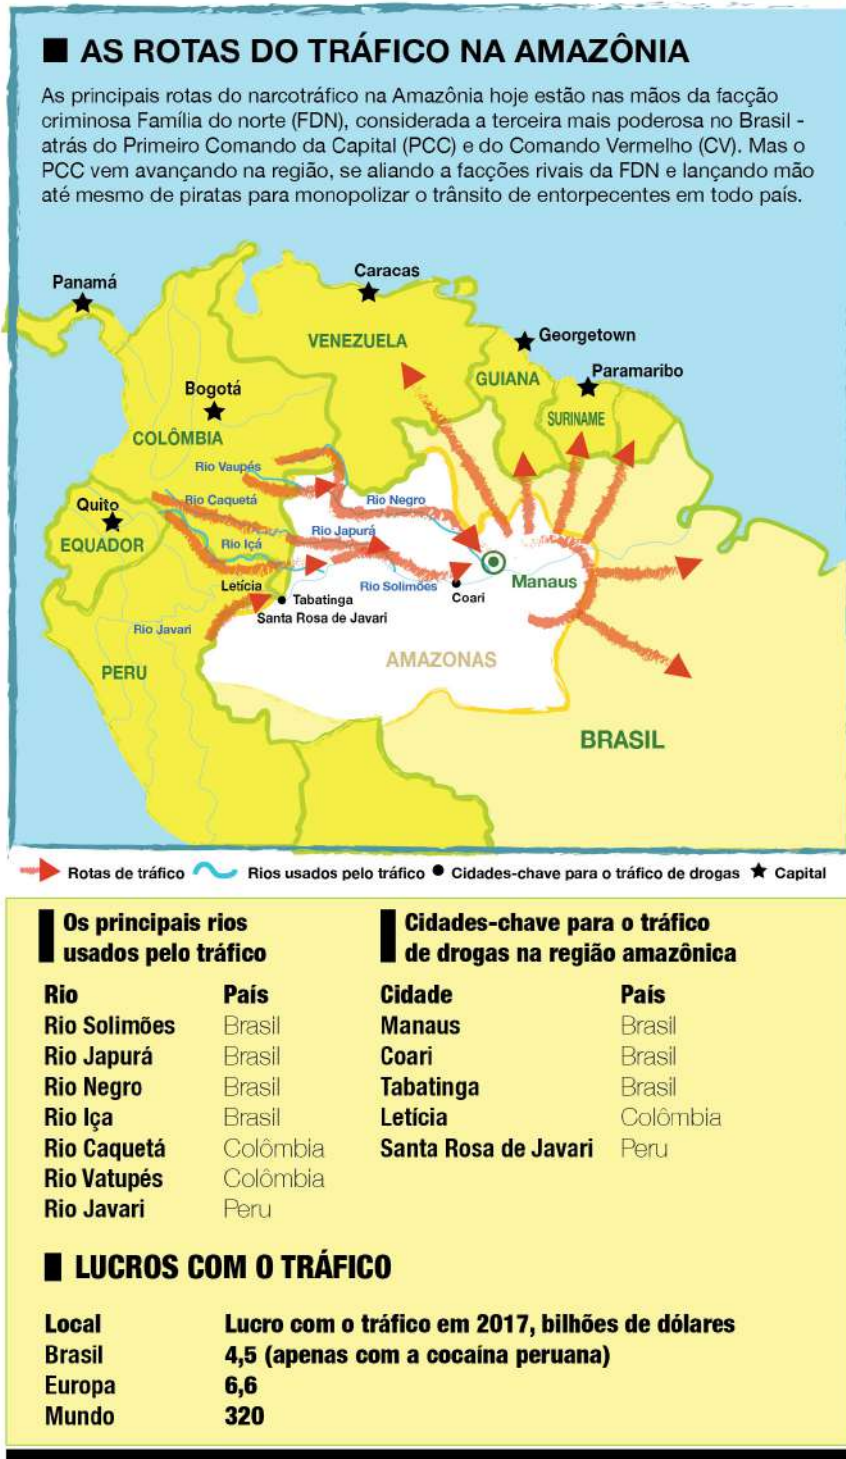 AS ROTAS DO TRÁFICO NA AMAZÔNIA
As principais rotas do narcotráfico na Amazônia hoje estão nas mãos da facção
criminosa Família do norte (FDN), considerada a terceira mais poderosa no Brasil -
atrás do Primeiro Comando da Capital (PCC) e do Comando Vermelho (CV). Mas o
PCC vem avançando na região, se aliando a facções rivais da FDN e lançando mão
até mesmo de piratas para monopolizar o trânsito de entorpecentes em todo país.
Caracas
Panamá
Georgetown
VENEZUELA
Paramaribo
GUIANA
Bogotá
SURINAME
COLÔMBIA
Rio Vaupés
Rio Caquetá
Rio Negro
Quito
Rio Japurá
EQUADOR
Rio Içá
Manaus
Letícia
Rio Solimões
Coari
Tabatinga
Santa Rosa de Javari
Rio Javari
AMAZONAS
PERU
BRASIL
Rotas de tráfico
Rios usados pelo tráfico
Cidades-chave para o tráfico de drogas
Capital
Os principais rios
usados pelo tráfico
Rio País
Rio Solimões Brasil
Rio Japurá Brasil
Rio Negro Brasil
Rio Iça Brasil
Rio Caquetá Colômbia
Rio Vatupés Colômbia
Rio Javari Peru
Cidades-chave para o tráfico
de drogas na região amazônica
Cidade País
Manaus Brasil
Coari Brasil
Tabatinga Brasil
Letícia Colômbia
Santa Rosa de Javari Peru
LUCROS COM O TRÁFICO
Local Lucro com o tráfico em 2017, bilhões de dólares
Brasil 4,5 (apenas com a cocaína peruana)
Europa 6,6
Mundo 320